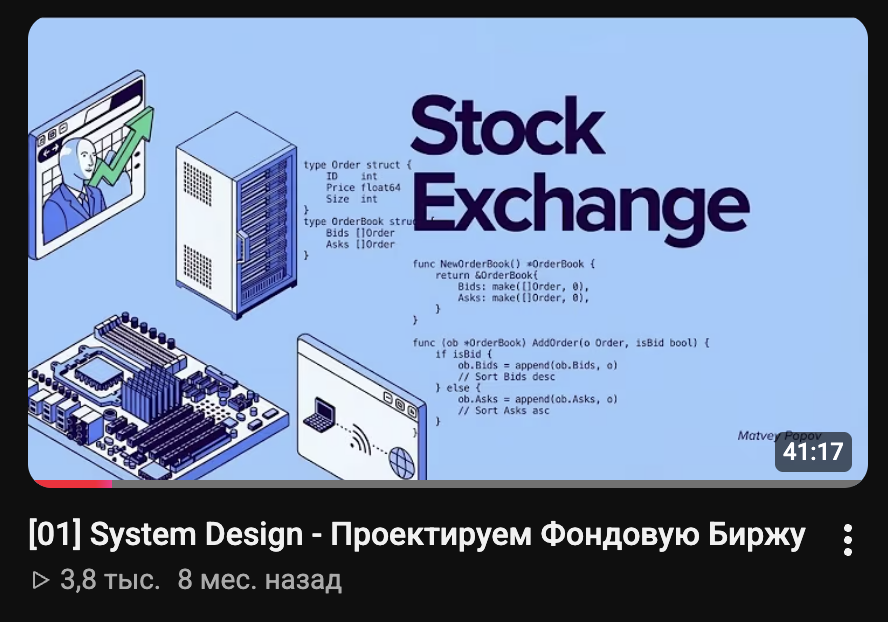 Stock
Exchange
type Order struct {
    ID    int
    Price float64
    Size  int
}
type OrderBook struct {
    Bids []Order
    Asks []Order
}
func NewOrderBook() *OrderBook {
    return &OrderBook{
        Bids: make([]Order, 0),
        Asks: make([]Order, 0),
    }
}
func (ob *OrderBook) AddOrder(o Order, isBid bool) {
    if isBid {
        ob.Bids = append(ob.Bids, o)
        // Sort Bids desc
    } else {
        ob.Asks = append(ob.Asks, o)
        // Sort Asks asc
    }
}
Matvey Popov
41:17
[01] System Design - Проектируем Фондовую Биржу
3,8 тыс. 8 мес. назад